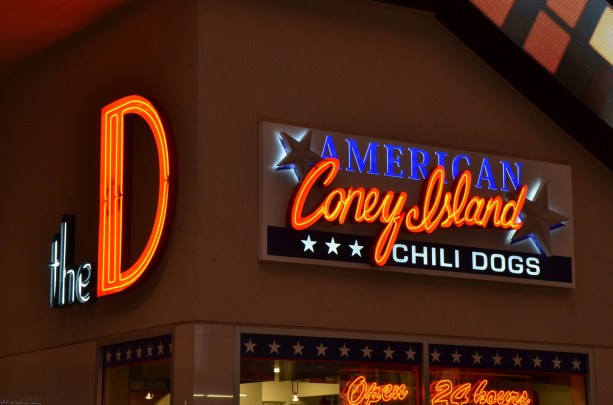 the D
AMERICAN
Coney Island
CHILI DOGS
Open
24 hours